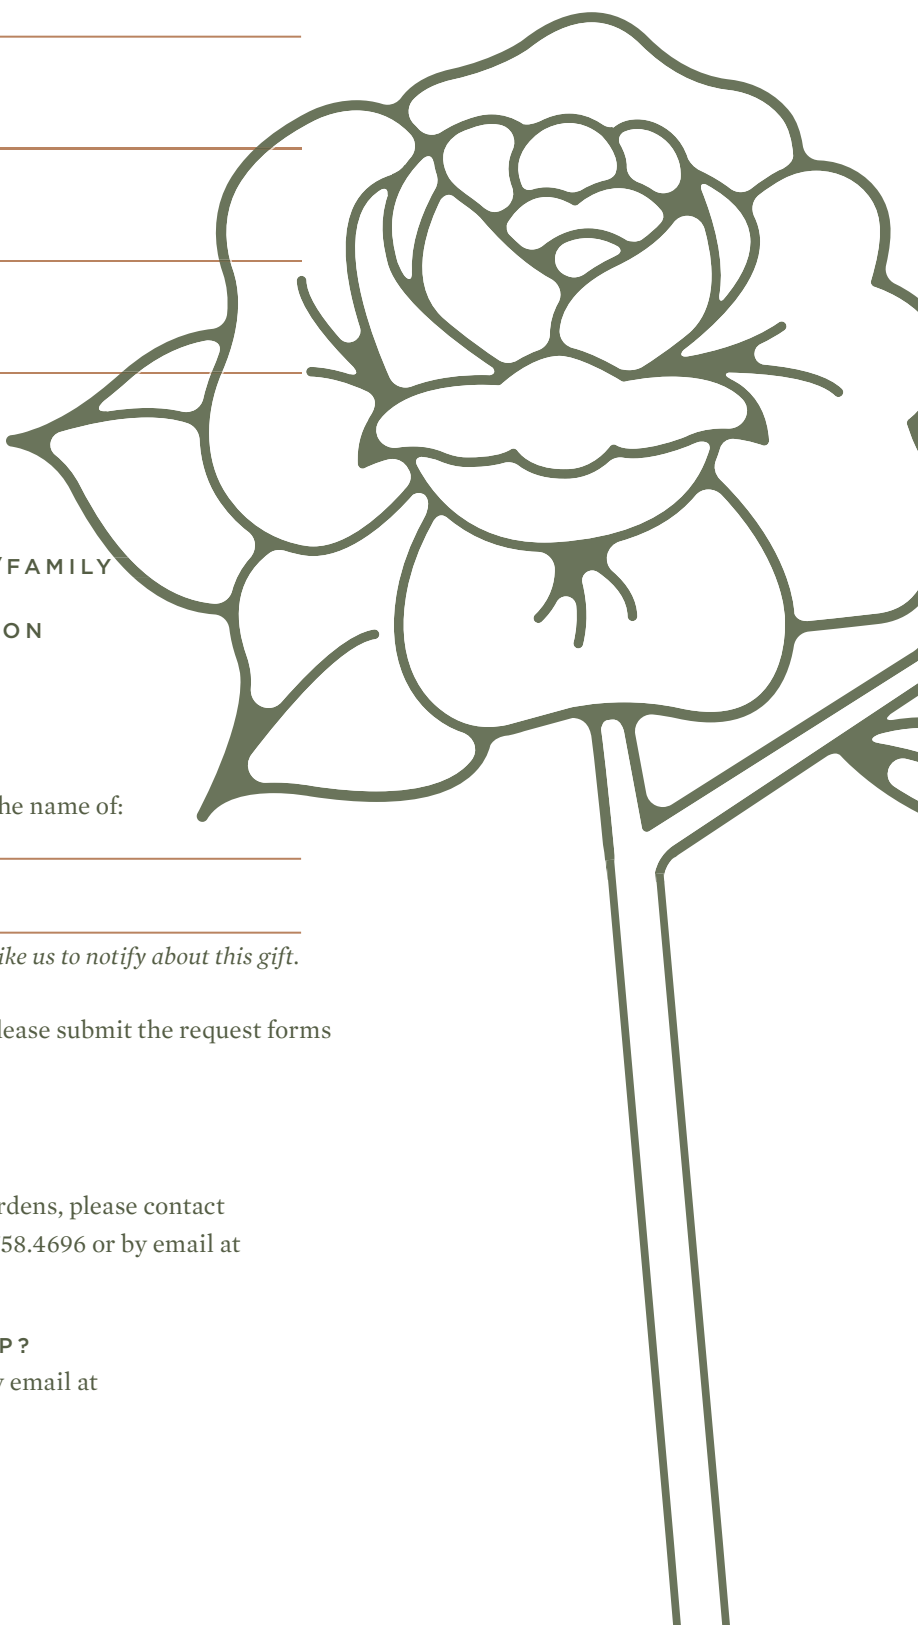 /FAMILY
ON
he name of:
ike us to notify about this gift.
lease submit the request forms
rdens, please contact
58.4696 or by email at
P?
y email at